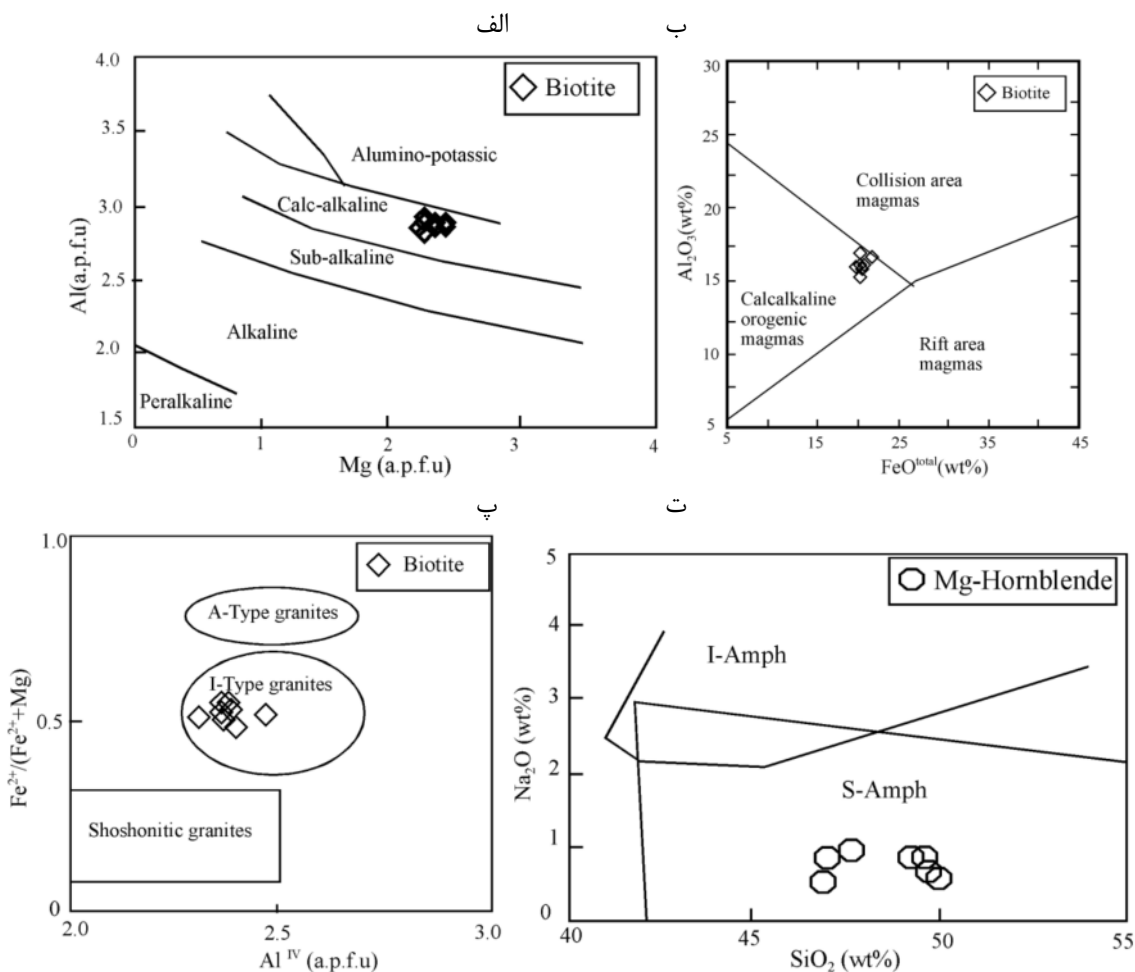 الف
ب
4.0
3.5
3.0
2.5
2.0
1.5
Al(a.p.f.u)
Biotite
Alumino-potassic
Calc-alkaline
Sub-alkaline
Alkaline
Peralkaline
0
1
2
3
4
Mg (a.p.f.u)
30
25
20
15
10
5
Al₂O₃(wt%)
Biotite
Collision area
magmas
Calcalkaline
orogenic
magmas
Rift area
magmas
5
15
25
35
45
FeOᵗᵒᵗᵃˡ(wt%)
پ
ت
1.0
0.5
0
Fe²⁺/(Fe²⁺+Mg)
Biotite
A-Type granites
I-Type granites
Shoshonitic granites
2.0
2.5
3.0
Al ᴵⱽ (a.p.f.u)
5
4
3
2
1
0
Na₂O (wt%)
Mg-Hornblende
I-Amph
S-Amph
40
45
50
55
SiO₂ (wt%)